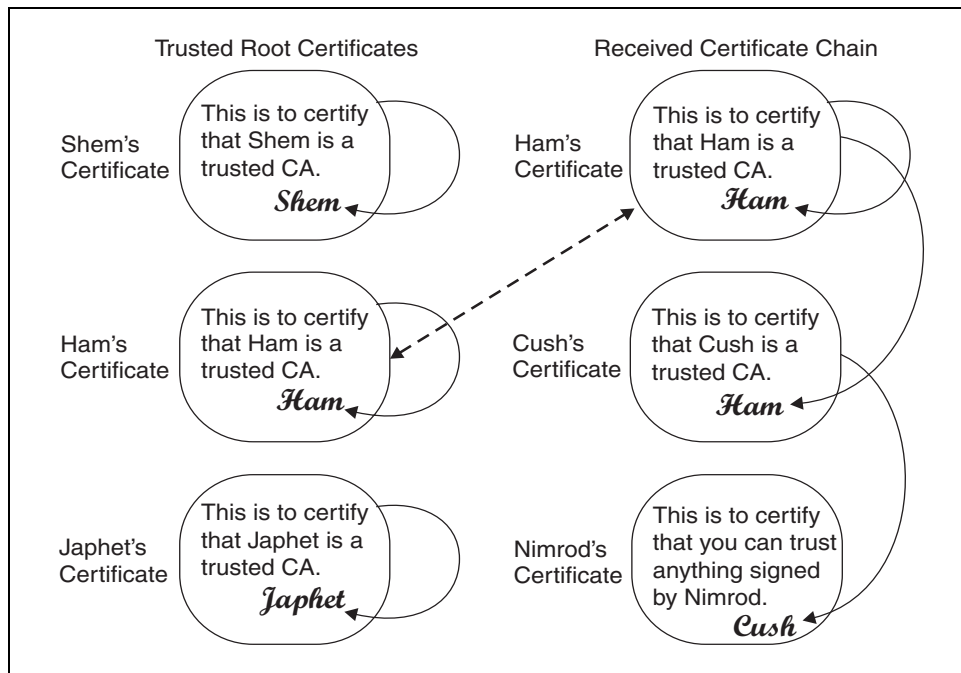 Trusted Root Certificates
Shem's
Certificate
This is to certify
that Shem is a
trusted CA.
Shem
Ham's
Certificate
This is to certify
that Ham is a
trusted CA.
Ham
Japhet's
Certificate
This is to certify
that Japhet is a
trusted CA.
Japhet
Received Certificate Chain
Ham's
Certificate
This is to certify
that Ham is a
trusted CA.
Ham
Cush's
Certificate
This is to certify
that Cush is a
trusted CA.
Ham
Nimrod's
Certificate
This is to certify
that you can trust
anything signed
by Nimrod.
Cush